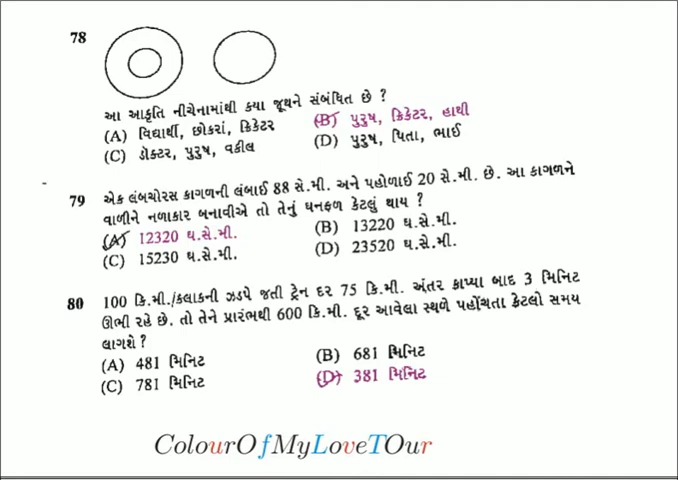 78
આ આકૃતિ નીચેનામાંથી કયા જૂથને સંબંધિત છે ?
(A) વિદ્યાર્થી, છોકરાં, ક્રિકેટર (B) પુરુષ, ક્રિકેટર, હાથી
(C) ડૉક્ટર, પુરુષ, વકીલ (D) પુરુષ, પિતા, ભાઈ
79 એક લંબચોરસ કાગળની લંબાઈ 88 સે.મી. અને પહોળાઈ 20 સે.મી. છે. આ કાગળને
વાળીને નળાકાર બનાવીએ તો તેનું ઘનફળ કેટલું થાય ?
(A) 12320 ઘ.સે.મી. (B) 13220 ઘ.સે.મી.
(C) 15230 ઘ.સે.મી. (D) 23520 ઘ.સે.મી.
80 100 કિ.મી./કલાકની ઝડપે જતી ટ્રેન દર 75 કિ.મી. અંતર કાપ્યા બાદ 3 મિનિટ
ઊભી રહે છે. તો તેને પ્રારંભથી 600 કિ.મી. દૂર આવેલા સ્થળે પહોંચતા કેટલો સમય
લાગશે ?
(A) 481 મિનિટ (B) 681 મિનિટ
(C) 781 મિનિટ (D) 381 મિનિટ
ColourOfMyLoveTOur